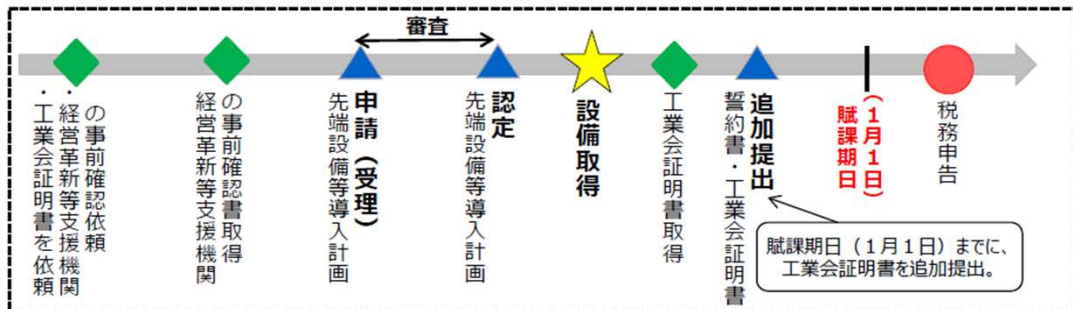 審査
・工業会証明書を依頼
・経営革新等支援機関
の事前確認依頼
経営革新等支援機関
の事前確認書取得
先端設備等導入計画
申請（受理）
先端設備等導入計画
認定
設備取得
工業会証明書取得
誓約書・工業会証明書
追加提出
賦課期日
（１月１日）
税務申告
賦課期日（１月１日）までに、
工業会証明書を追加提出。